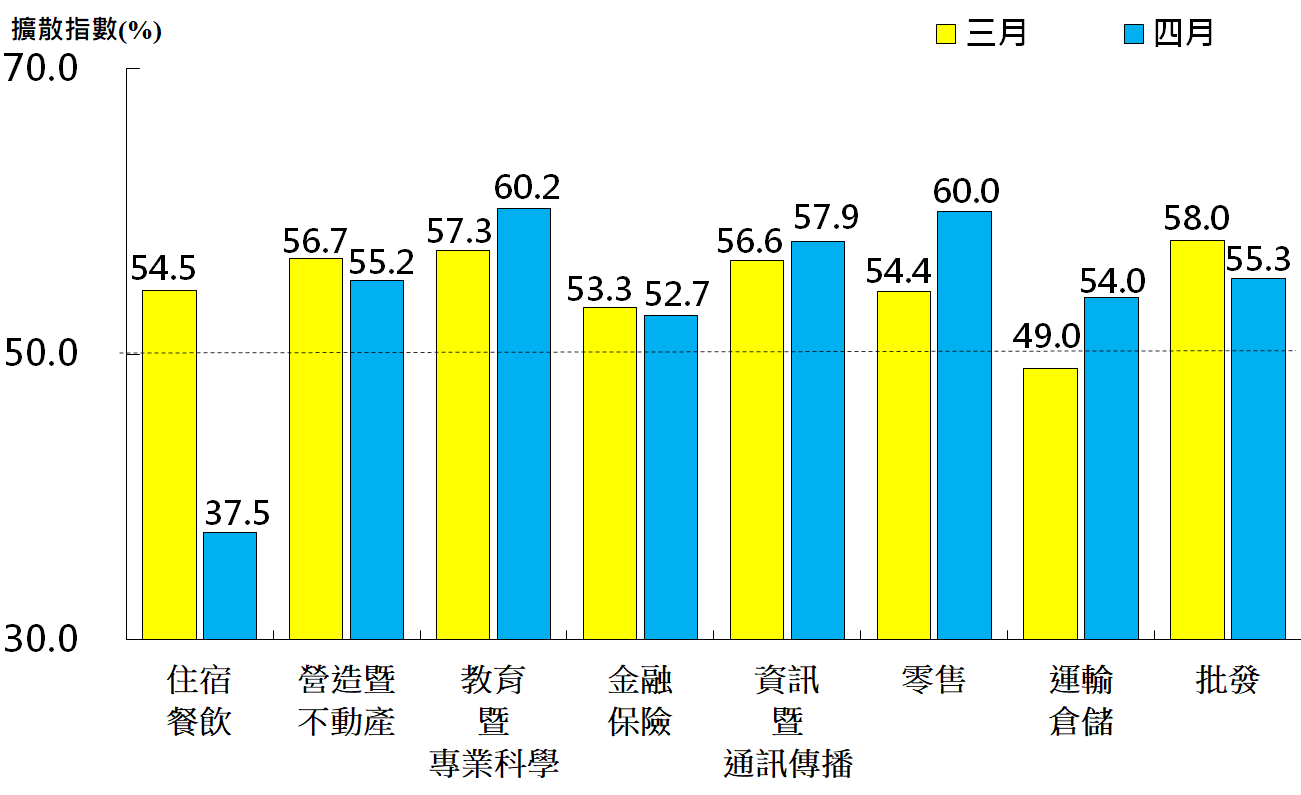 擴散指數(%)
三月 四月
70.0
50.0
30.0
54.5 37.5
56.7 55.2
57.3 60.2
53.3 52.7
56.6 57.9
54.4 60.0
49.0 54.0
58.0 55.3
住宿
餐飲
營造暨
不動產
教育
暨
專業科學
金融
保險
資訊
暨
通訊傳播
零售
運輸
倉儲
批發